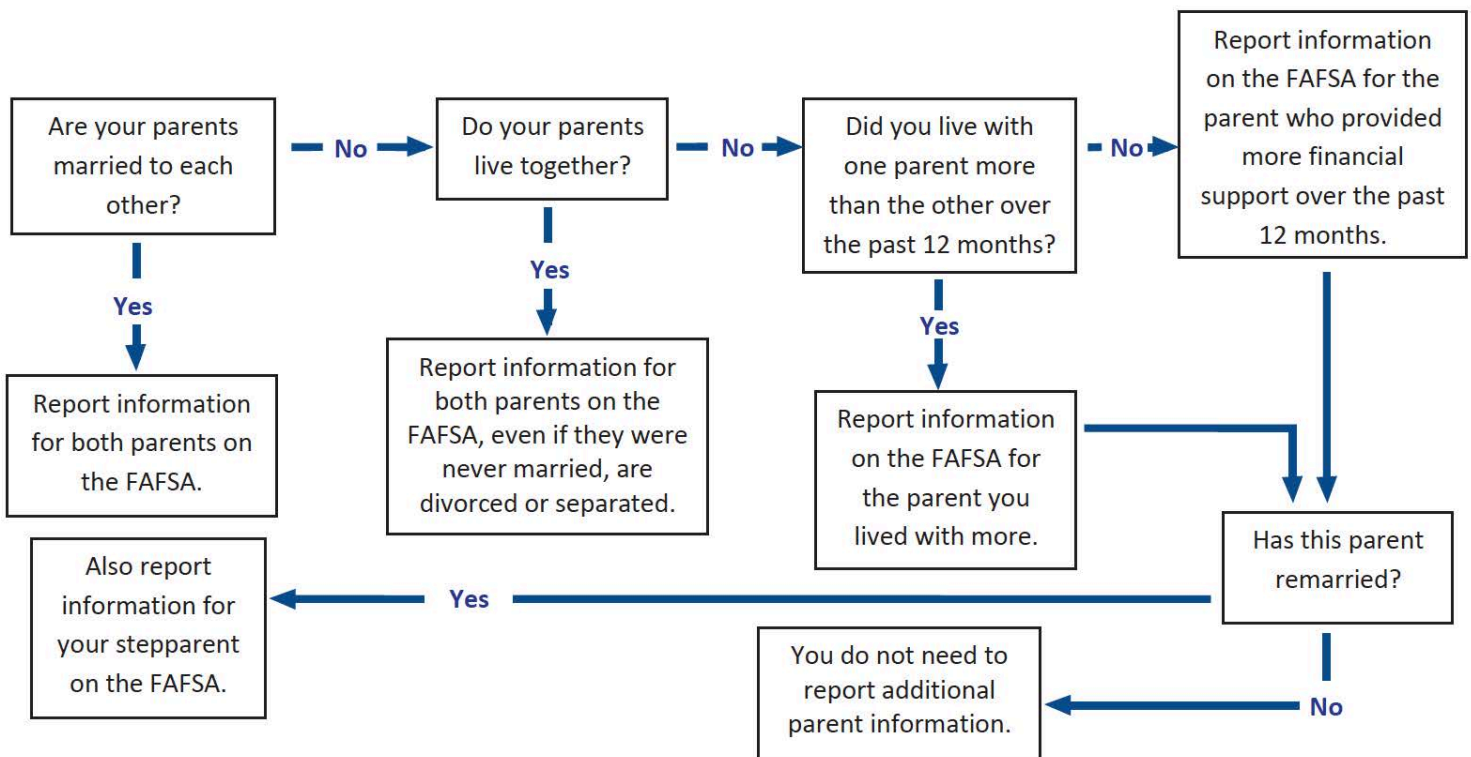 Are your parents
married to each
other?
No
Do your parents
live together?
No
Did you live with
one parent more
than the other over
the past 12 months?
No
Report information
on the FAFSA for the
parent who provided
more financial
support over the past
12 months.
Yes
Report information
for both parents on
the FAFSA.
Yes
Report information for
both parents on the
FAFSA, even if they were
never married, are
divorced or separated.
Yes
Report information
on the FAFSA for
the parent you
lived with more.
Has this parent
remarried?
Yes
Also report
information for
your stepparent
on the FAFSA.
No
You do not need to
report additional
parent information.